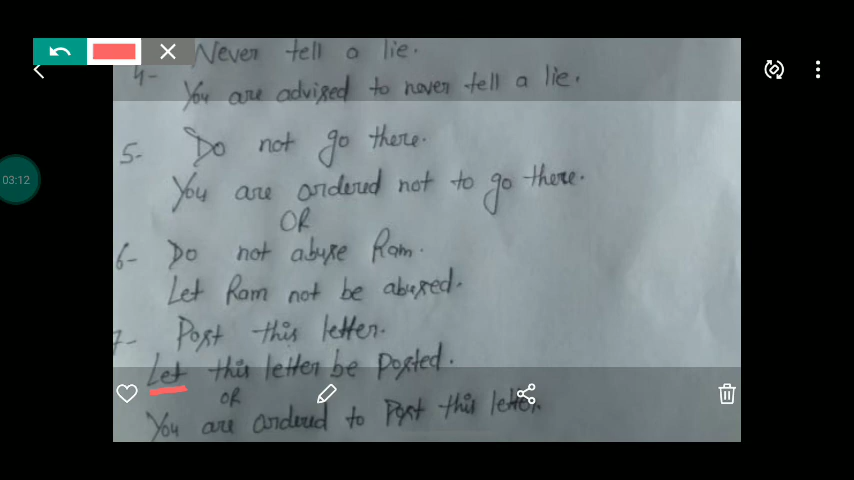 Never tell a lie.
4- You are advised to never tell a lie.
5- Do not go there.
03:12
You are ordered not to go there.
OR
6- Do not abuse Ram.
Let Ram not be abused.
7- Post this letter.
Let this letter be Posted.
OR
You are ordered to Post this letter.